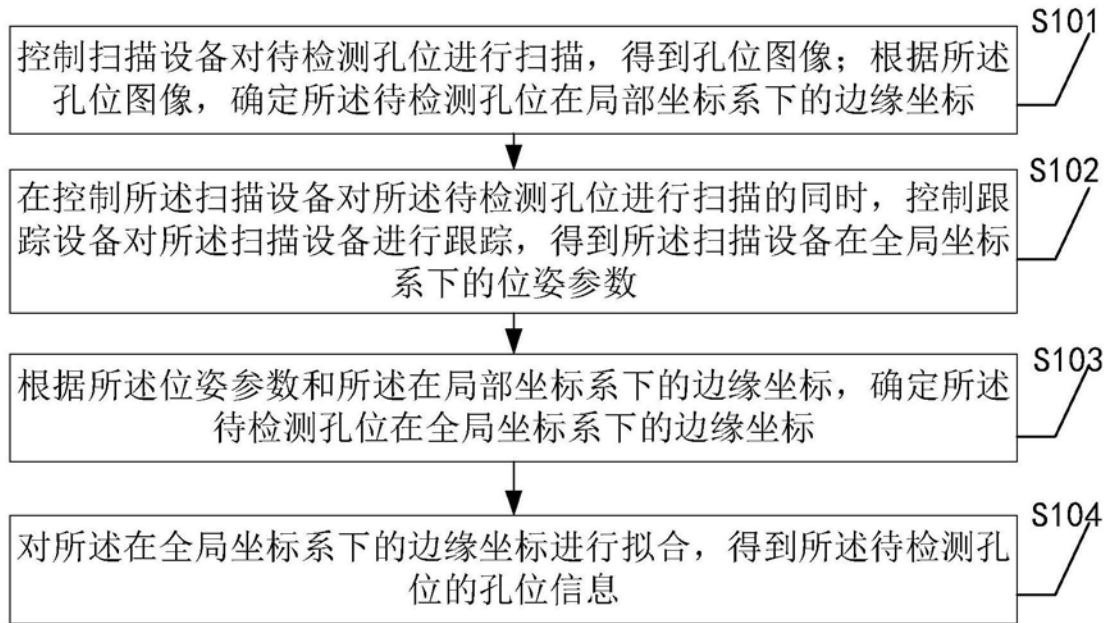 S101
控制扫描设备对待检测孔位进行扫描，得到孔位图像；根据所述
孔位图像，确定所述待检测孔位在局部坐标系下的边缘坐标
S102
在控制所述扫描设备对所述待检测孔位进行扫描的同时，控制跟
踪设备对所述扫描设备进行跟踪，得到所述扫描设备在全局坐标
系下的位姿参数
S103
根据所述位姿参数和所述在局部坐标系下的边缘坐标，确定所述
待检测孔位在全局坐标系下的边缘坐标
S104
对所述在全局坐标系下的边缘坐标进行拟合，得到所述待检测孔
位的孔位信息